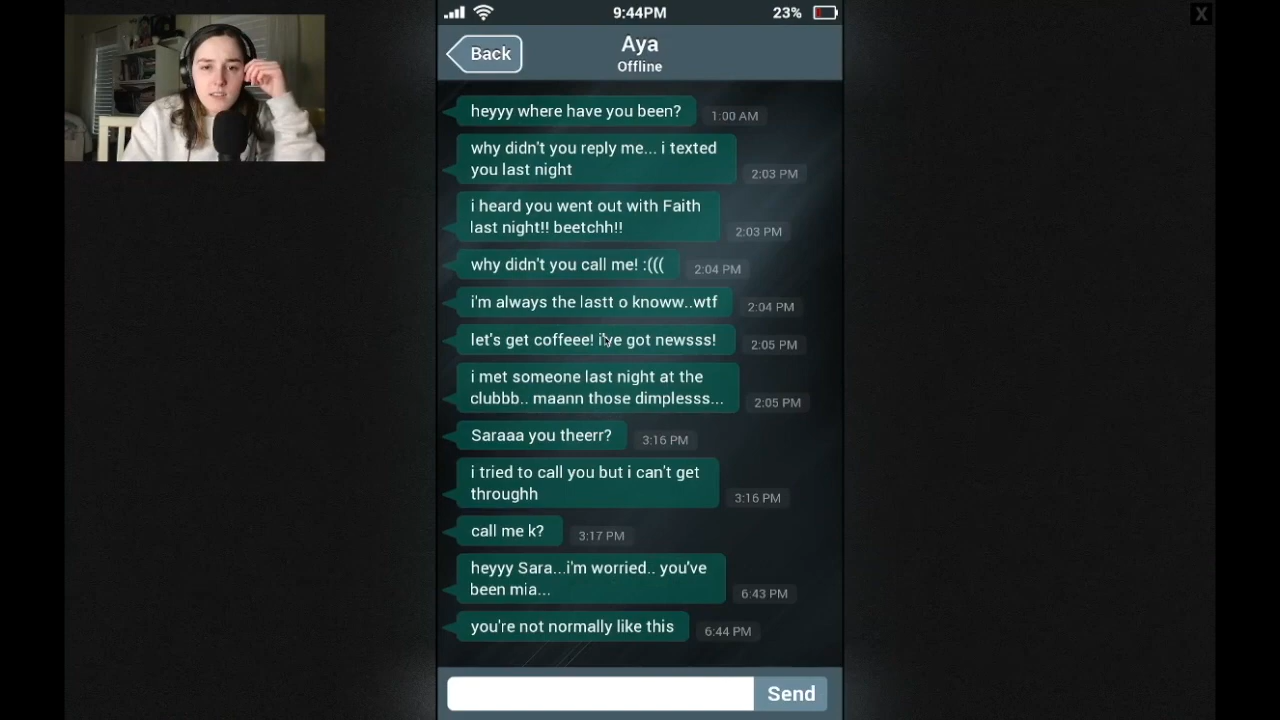 9:44PM
23%
X
Back
Aya
Offline
heyyy where have you been?
1:00 AM
why didn't you reply me... i texted
you last night
2:03 PM
i heard you went out with Faith
last night!! beetchh!!
2:03 PM
why didn't you call me! :(((
2:04 PM
i'm always the lastt o knoww..wtf
2:04 PM
let's get coffeee! i've got newsss!
2:05 PM
i met someone last night at the
clubbb.. maann those dimplesss...
2:05 PM
Saraaa you theerr?
3:16 PM
i tried to call you but i can't get
throughh
3:16 PM
call me k?
3:17 PM
heyyy Sara...i'm worried.. you've
been mia...
6:43 PM
you're not normally like this
6:44 PM
Send